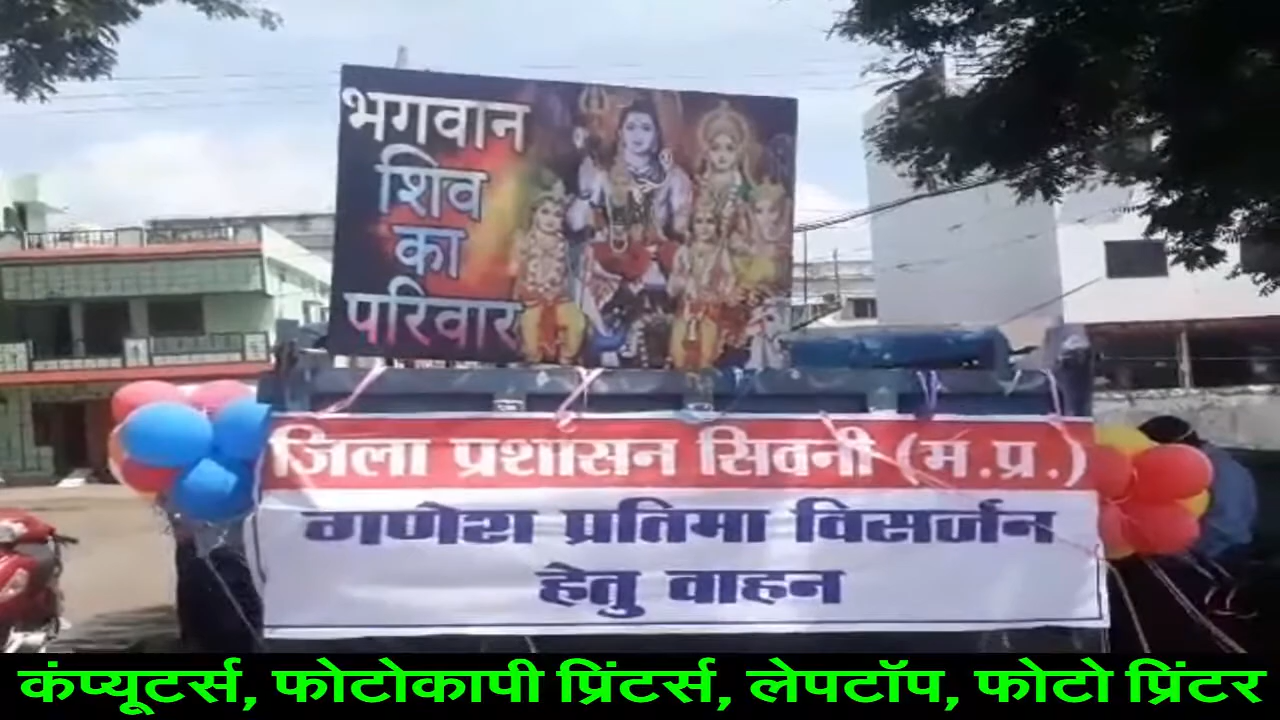 भगवान
शिव
का
परिवार
जिला प्रशासन सिवनी (म.प्र.)
गणेश प्रतिमा विसर्जन
हेतु वाहन
कंप्यूटर्स, फोटोकापी प्रिंटर्स, लेपटॉप, फोटो प्रिंटर